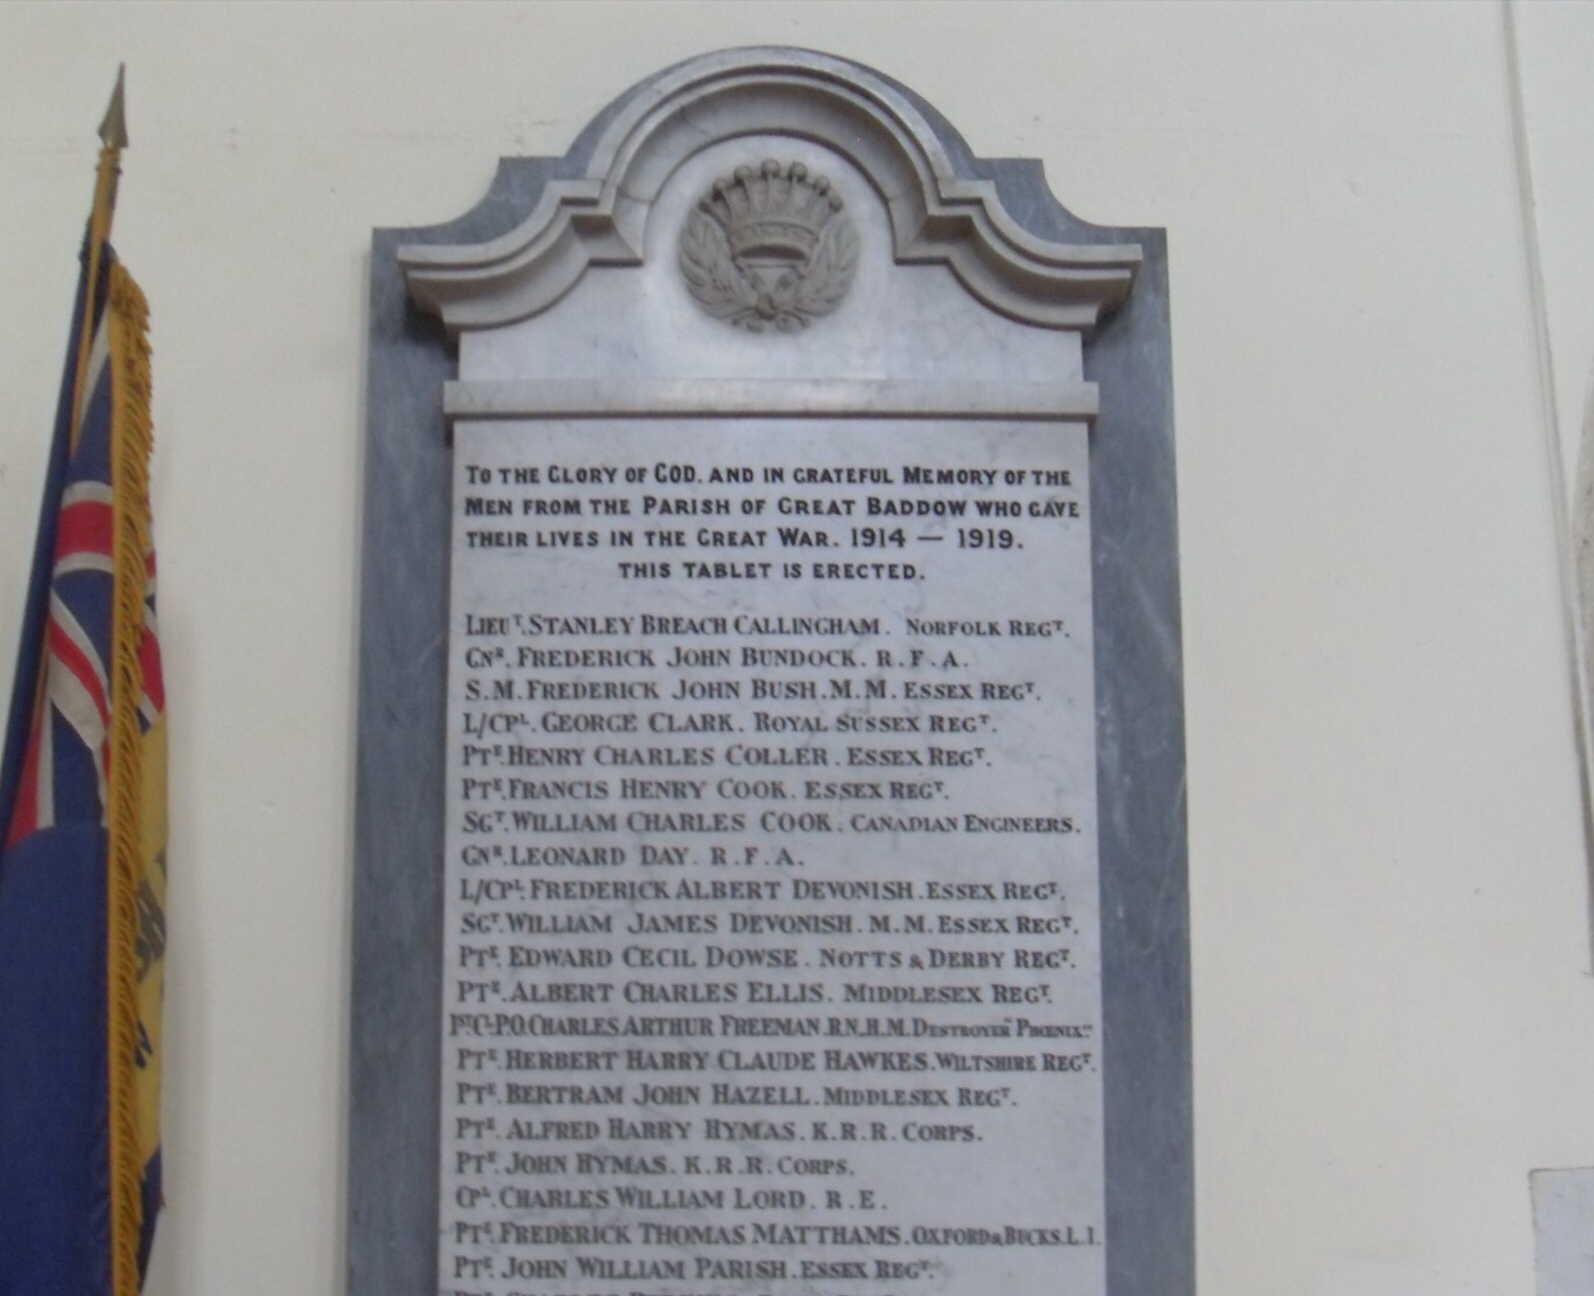 TO THE GLORY OF GOD. AND IN GRATEFUL MEMORY OF THE
MEN FROM THE PARISH OF GREAT BADDOW WHO GAVE
THEIR LIVES IN THE GREAT WAR. 1914 — 1919.
THIS TABLET IS ERECTED.
LIEUT. STANLEY BREACH CALLINGHAM. NORFOLK REGT.
GNR. FREDERICK JOHN BUNDOCK. R.F.A.
S.M. FREDERICK JOHN BUSH. M.M. ESSEX REGT.
L/CPL. GEORGE CLARK. ROYAL SUSSEX REGT.
PTE. HENRY CHARLES COLLER. ESSEX REGT.
PTE. FRANCIS HENRY COOK. ESSEX REGT.
SGT. WILLIAM CHARLES COOK. CANADIAN ENGINEERS.
GNR. LEONARD DAY. R.F.A.
L/CPL. FREDERICK ALBERT DEVONISH. ESSEX REGT.
SGT. WILLIAM JAMES DEVONISH. M.M. ESSEX REGT.
PTE. EDWARD CECIL DOWSE. NOTTS & DERBY REGT.
PTE. ALBERT CHARLES ELLIS. MIDDLESEX REGT.
1ST CL. P.O. CHARLES ARTHUR FREEMAN. R.N. H.M. DESTROYER "PHŒNIX."
PTE. HERBERT HARRY CLAUDE HAWKES. WILTSHIRE REGT.
PTE. BERTRAM JOHN HAZELL. MIDDLESEX REGT.
PTE. ALFRED HARRY HYMAS. K.R.R. CORPS.
PTE. JOHN HYMAS. K.R.R. CORPS.
CPL. CHARLES WILLIAM LORD. R.E.
PTE. FREDERICK THOMAS MATTHAMS. OXFORD & BUCKS. L.I.
PTE. JOHN WILLIAM PARISH. ESSEX REGT.